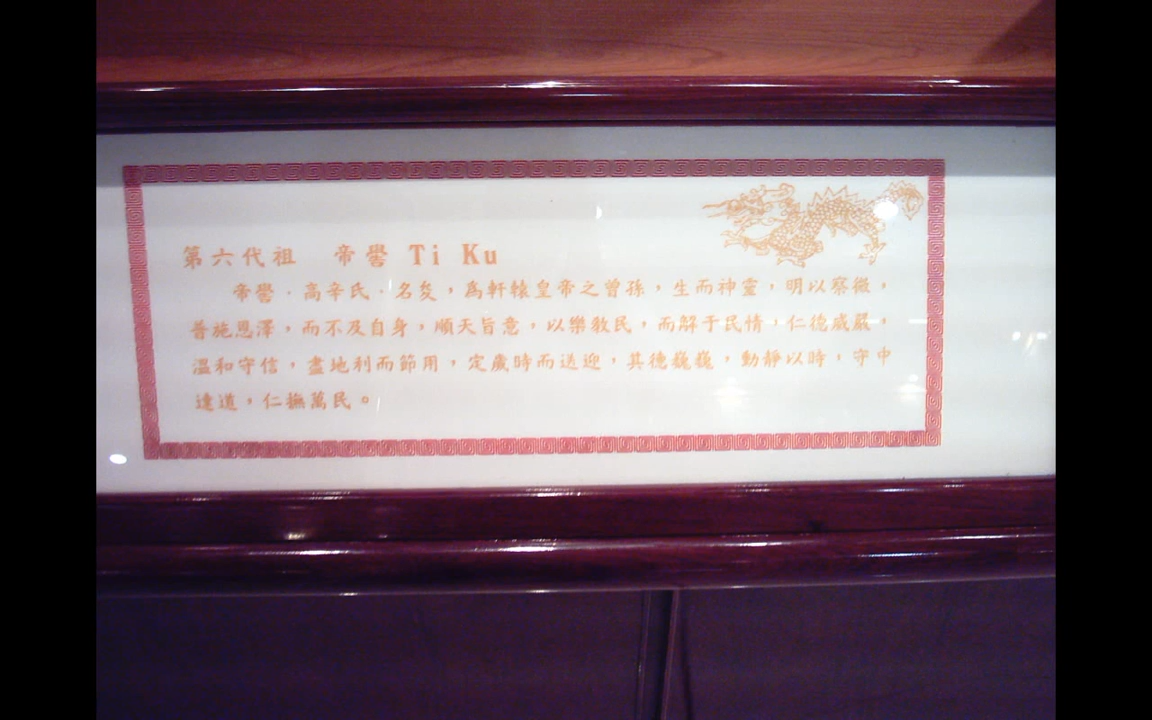 第六代祖 帝嚳 Ti Ku
帝嚳·高辛氏·名夋,為軒轅皇帝之曾孫,生而神靈,明以察微,
普施恩澤,而不及自身,順天旨意,以樂教民,而解于民情,仁德威嚴,
溫和守信,盡地利而節用,定歲時而送迎,其德巍巍,動靜以時,守中
達道,仁撫萬民。